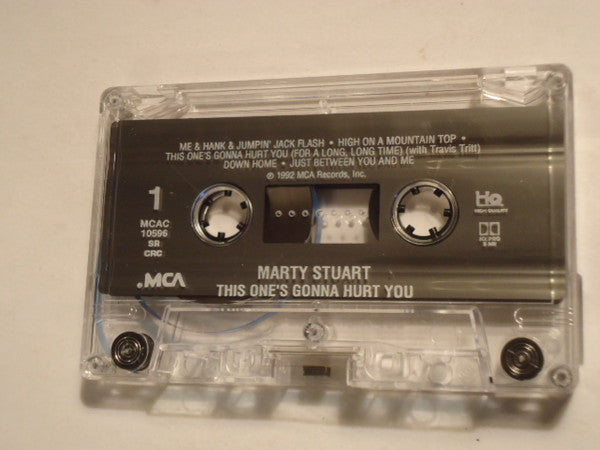 ME & HANK & JUMPIN' JACK FLASH • HIGH ON A MOUNTAIN TOP •
THIS ONE'S GONNA HURT YOU (FOR A LONG, LONG TIME) (with Travis Tritt)
DOWN HOME • JUST BETWEEN YOU AND ME
℗ 1992 MCA Records, Inc.
1
MCAC
10596
SR
CRC
HQ
HIGH QUALITY
.MCA
MARTY STUART
THIS ONE'S GONNA HURT YOU